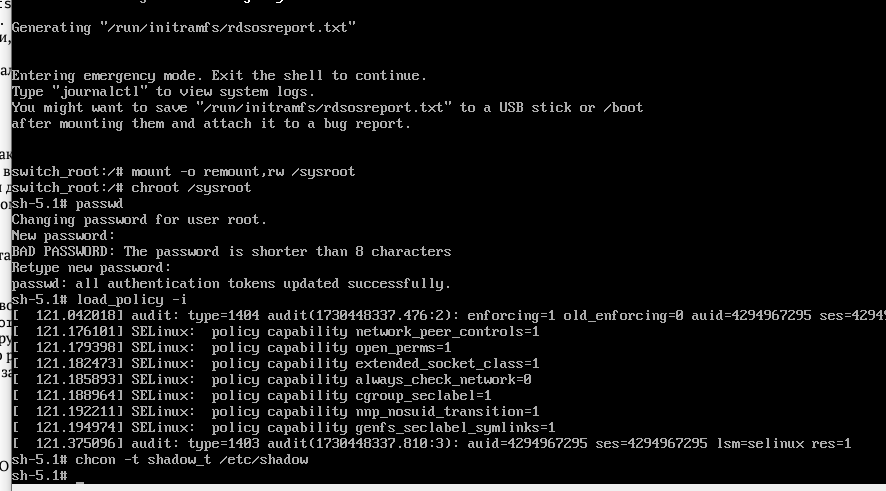 Generating "/run/initramfs/rdsosreport.txt"
Entering emergency mode. Exit the shell to continue.
Type "journalctl" to view system logs.
You might want to save "/run/initramfs/rdsosreport.txt" to a USB stick or /boot
after mounting them and attach it to a bug report.
switch_root:/# mount -o remount,rw /sysroot
switch_root:/# chroot /sysroot
sh-5.1# passwd
Changing password for user root.
New password:
BAD PASSWORD: The password is shorter than 8 characters
Retype new password:
passwd: all authentication tokens updated successfully.
sh-5.1# load_policy -i
[  121.042018] audit: type=1404 audit(1730448337.476:2): enforcing=1 old_enforcing=0 auid=4294967295 ses=4294
[  121.176101] SELinux:  policy capability network_peer_controls=1
[  121.179398] SELinux:  policy capability open_perms=1
[  121.182473] SELinux:  policy capability extended_socket_class=1
[  121.185893] SELinux:  policy capability always_check_network=0
[  121.188964] SELinux:  policy capability cgroup_seclabel=1
[  121.192211] SELinux:  policy capability nnp_nosuid_transition=1
[  121.194974] SELinux:  policy capability genfs_seclabel_symlinks=1
[  121.375096] audit: type=1403 audit(1730448337.810:3): auid=4294967295 ses=4294967295 lsm=selinux res=1
sh-5.1# chcon -t shadow_t /etc/shadow
sh-5.1#